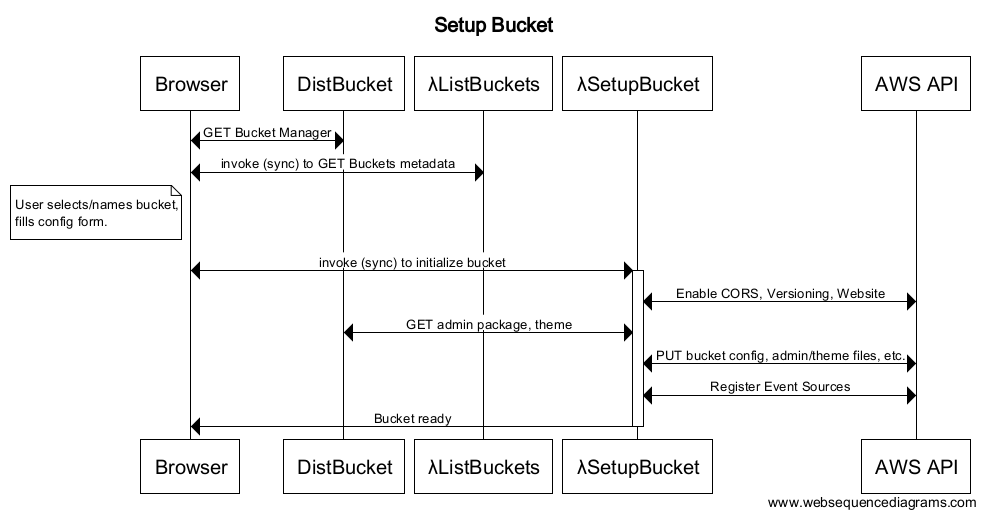 Setup Bucket
Browser
DistBucket
λListBuckets
λSetupBucket
AWS API
GET Bucket Manager
invoke (sync) to GET Buckets metadata
User selects/names bucket,
fills config form.
invoke (sync) to initialize bucket
Enable CORS, Versioning, Website
GET admin package, theme
PUT bucket config, admin/theme files, etc.
Register Event Sources
Bucket ready
Browser
DistBucket
λListBuckets
λSetupBucket
AWS API
www.websequencediagrams.com